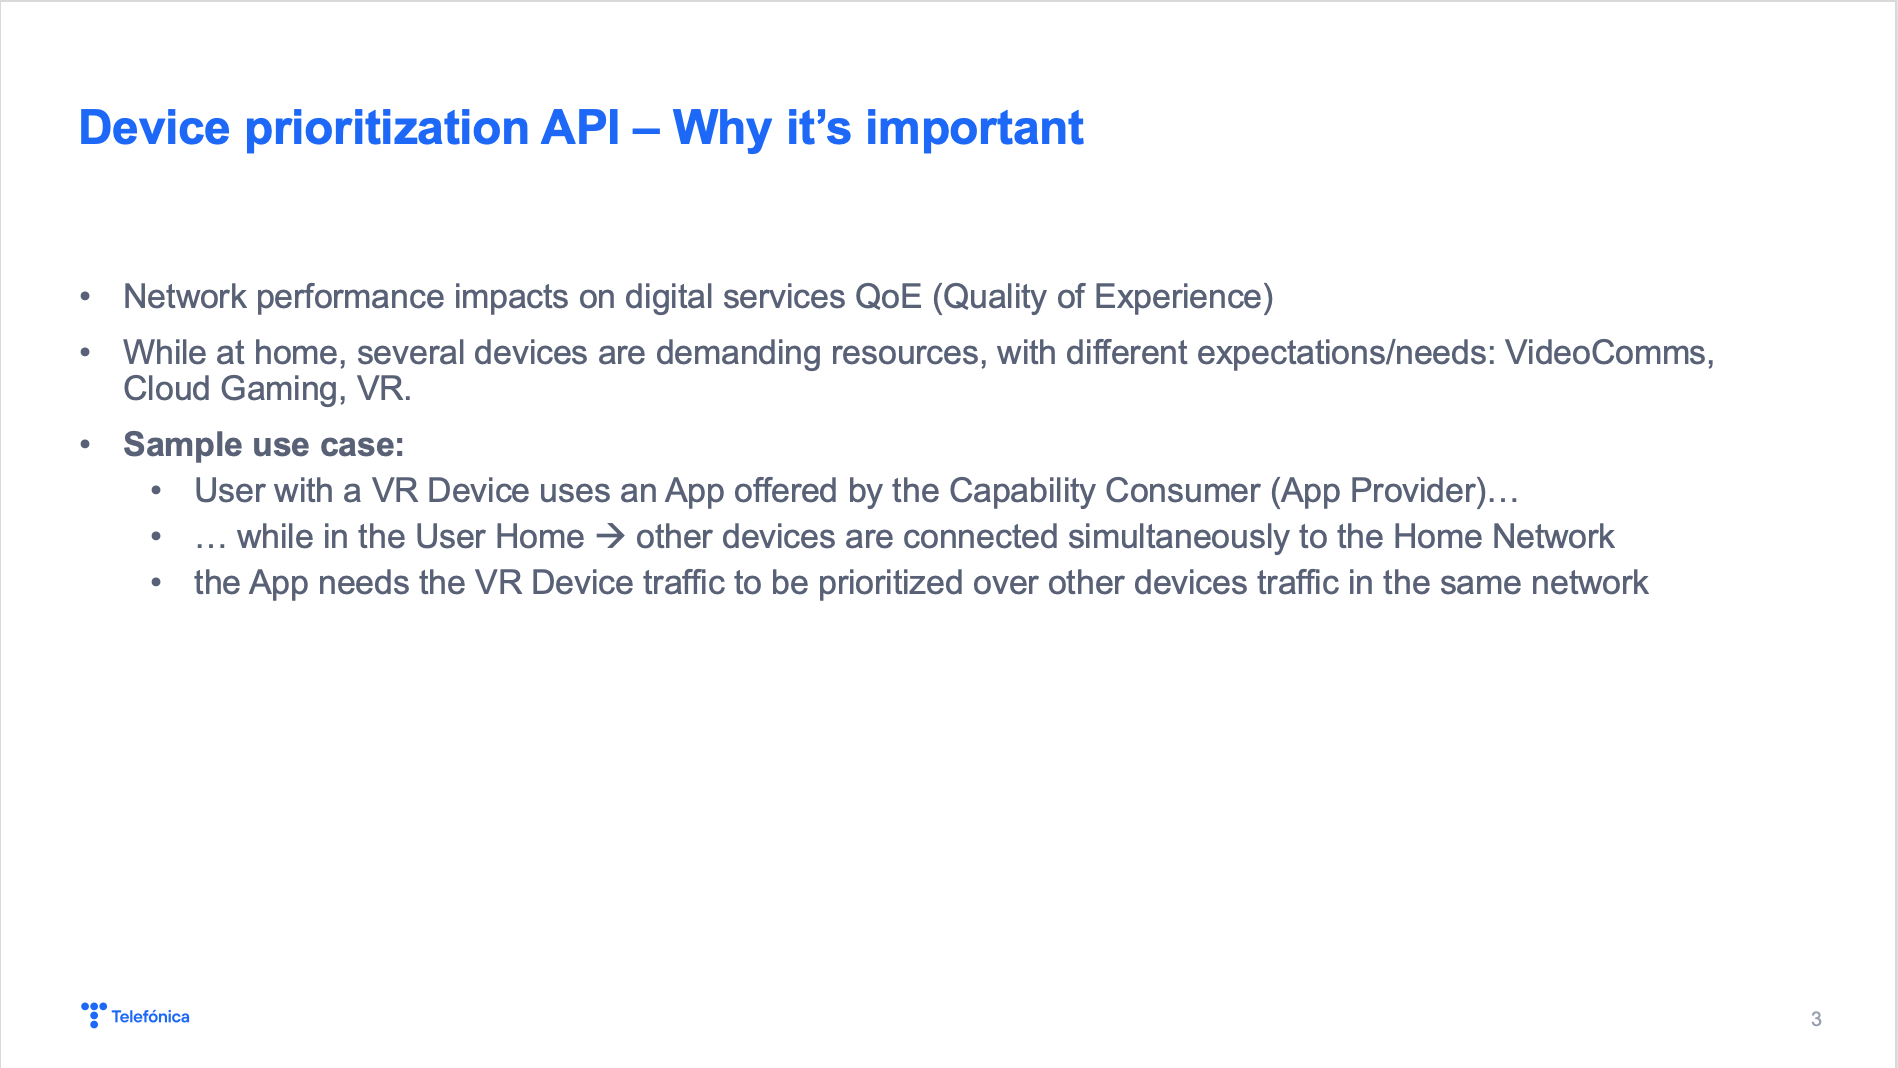 Device prioritization API – Why it’s important
• Network performance impacts on digital services QoE (Quality of Experience)
• While at home, several devices are demanding resources, with different expectations/needs: VideoComms,
Cloud Gaming, VR.
• Sample use case:
• User with a VR Device uses an App offered by the Capability Consumer (App Provider)…
• … while in the User Home → other devices are connected simultaneously to the Home Network
• the App needs the VR Device traffic to be prioritized over other devices traffic in the same network
Telefónica
3